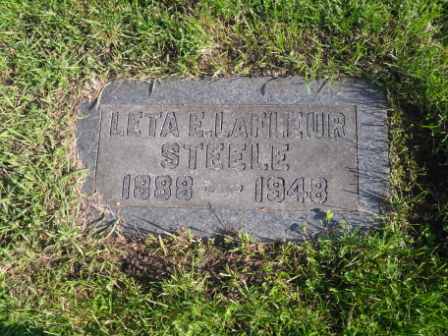 LETA E. LAFLEUR
STEELE
1888 — 1948